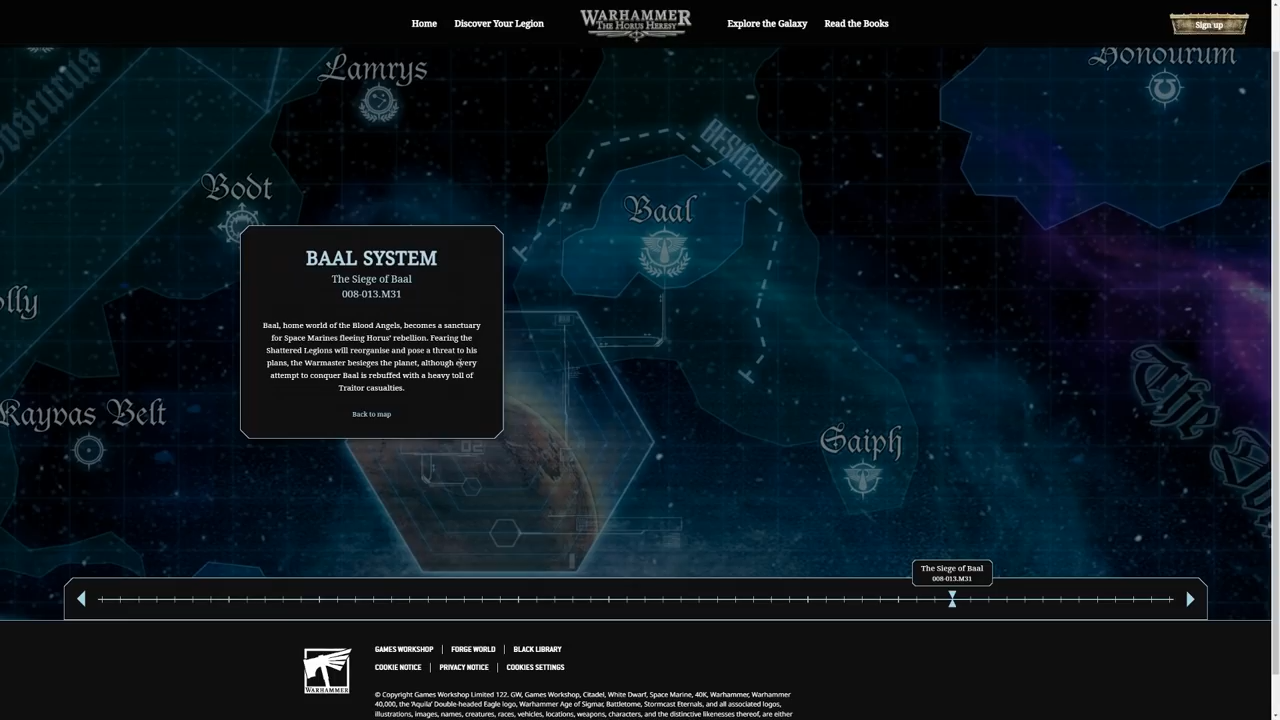 Home
Discover Your Legion
WARHAMMER
THE HORUS HERESY
Explore the Galaxy
Read the Books
Sign up
Lamrys
Honourum
Bodt
BESIEGED
Baal
BAAL SYSTEM
The Siege of Baal
008-013.M31
Baal, home world of the Blood Angels, becomes a sanctuary
for Space Marines fleeing Horus' rebellion. Fearing the
Shattered Legions will reorganise and pose a threat to his
plans, the Warmaster besieges the planet, although every
attempt to conquer Baal is rebuffed with a heavy toll of
Traitor casualties.
Back to map
Kayvas Belt
02
Saiph
The
The Siege of Baal
008-013.M31
WARHAMMER
GAMES WORKSHOP
FORGE WORLD
BLACK LIBRARY
COOKIE NOTICE
PRIVACY NOTICE
COOKIES SETTINGS
© Copyright Games Workshop Limited 122. GW, Games Workshop, Citadel, White Dwarf, Space Marine, 40K, Warhammer, Warhammer
40,000, the 'Aquila' Double-headed Eagle logo, Warhammer Age of Sigmar, Battletome, Stormcast Eternals, and all associated logos,
illustrations, images, names, creatures, races, vehicles, locations, weapons, characters, and the distinctive likenesses thereof, are either